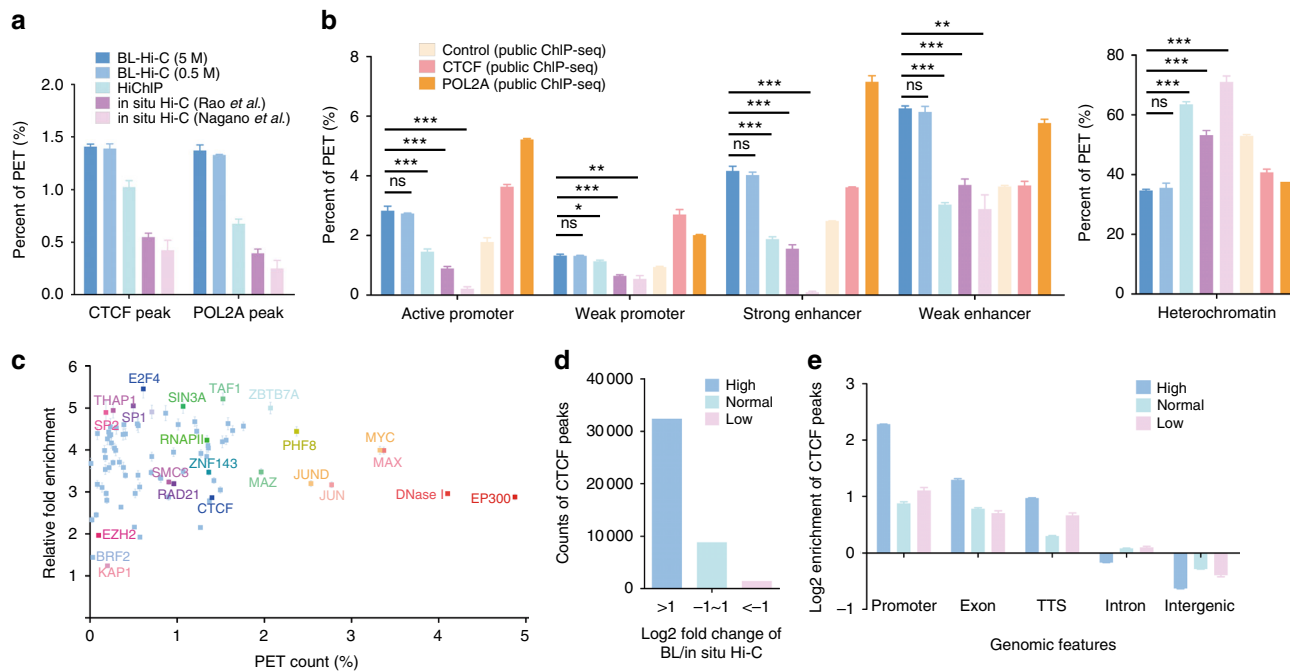 a
BL-Hi-C (5 M)
BL-Hi-C (0.5 M)
HiChIP
in situ Hi-C (Rao et al.)
in situ Hi-C (Nagano et al.)
Percent of PET (%)
2.0
1.5
1.0
0.5
0
CTCF peak POL2A peak
b
Control (public ChIP-seq)
CTCF (public ChIP-seq)
POL2A (public ChIP-seq)
Percent of PET (%)
8
6
4
2
0
***
***
***
ns
**
***
*
ns
***
***
***
ns
**
***
***
ns
Active promoter Weak promoter Strong enhancer Weak enhancer
Percent of PET (%)
80
60
40
20
0
***
***
***
ns
Heterochromatin
c
Relative fold enrichment
6
5
4
3
2
1
E2F4
THAP1
SP2
SP1
SIN3A
TAF1
ZBTB7A
RNAPII
PHF8
MYC
MAX
ZNF143
SMC3
RAD21
CTCF
MAZ
JUND
JUN
DNase I
EP300
EZH2
BRF2
KAP1
0 1 2 3 4 5
PET count (%)
d
High
Normal
Low
Counts of CTCF peaks
40 000
30 000
20 000
10 000
0
>1 −1~1 <−1
Log2 fold change of
BL/in situ Hi-C
e
High
Normal
Low
Log2 enrichment of CTCF peaks
3
2
1
0
−1
Promoter Exon TTS Intron Intergenic
Genomic features